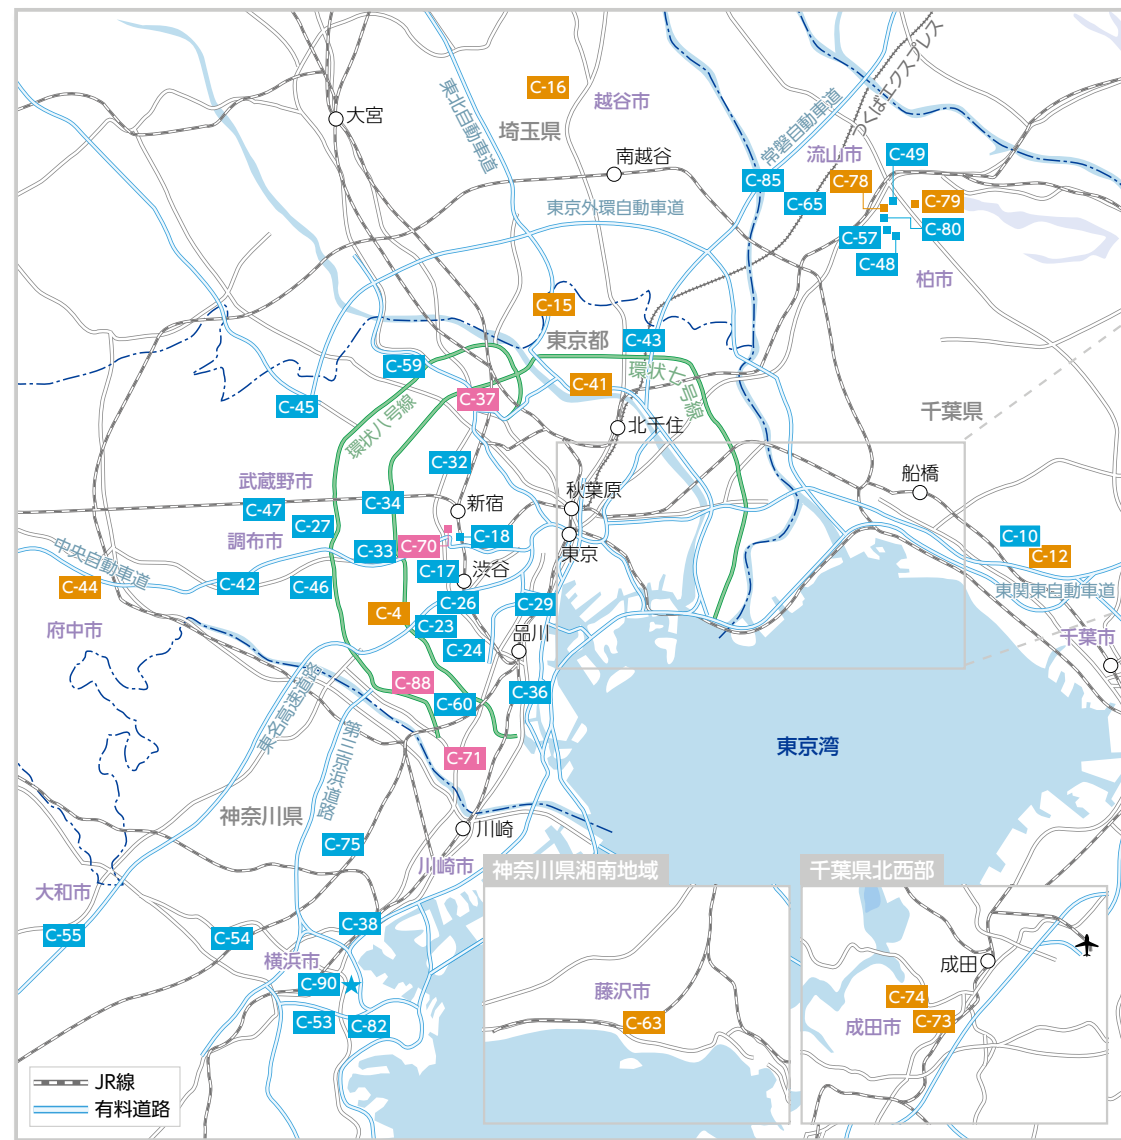 C-16
越谷市
大宮
東北自動車道
埼玉県
つくばエクスプレス
常磐自動車道
南越谷
流山市
C-49
C-85
C-78
C-65
C-79
東京外環自動車道
C-80
C-57
C-48
柏市
C-15
東京都
C-43
C-59
環状七号線
C-41
C-37
C-45
環状八号線
千葉県
北千住
C-32
船橋
武蔵野市
秋葉原
C-47
C-34
新宿
C-27
調布市
C-18
C-10
C-70
C-33
東京
C-12
中央自動車道
C-17
渋谷
C-44
C-42
C-46
東関東自動車道
C-26
C-29
C-4
C-23
府中市
品川
千葉市
C-24
C-88
C-36
C-60
東名高速道路
第三京浜道路
東京湾
C-71
神奈川県
川崎
C-75
川崎市
神奈川県湘南地域
千葉県北西部
大和市
C-38
C-55
C-54
横浜市
成田
C-90
藤沢市
C-74
C-53
C-82
C-63
成田市
C-73
JR線
有料道路